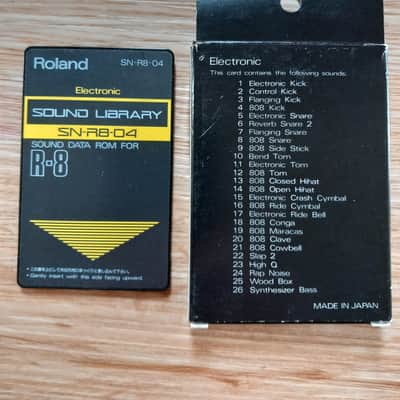 Roland SN-R8-04
Electronic
SOUND LIBRARY
SN-R8-04
SOUND DATA ROM FOR
R-8
• Gently insert with this side facing upward.
Electronic
This card contains the following sounds:
1 Electronic Kick
2 Control Kick
3 Flanging Kick
4 808 Kick
5 Electronic Snare
6 Reverb Snare 2
7 Flanging Snare
8 808 Snare
9 808 Side Stick
10 Bend Tom
11 Electronic Tom
12 808 Tom
13 808 Closed Hihat
14 808 Open Hihat
15 Electronic Crash Cymbal
16 808 Ride Cymbal
17 Electronic Ride Bell
18 808 Conga
19 808 Maracas
20 808 Clave
21 808 Cowbell
22 Slap 2
23 High Q
24 Rap Noise
25 Wood Box
26 Synthesizer Bass
MADE IN JAPAN